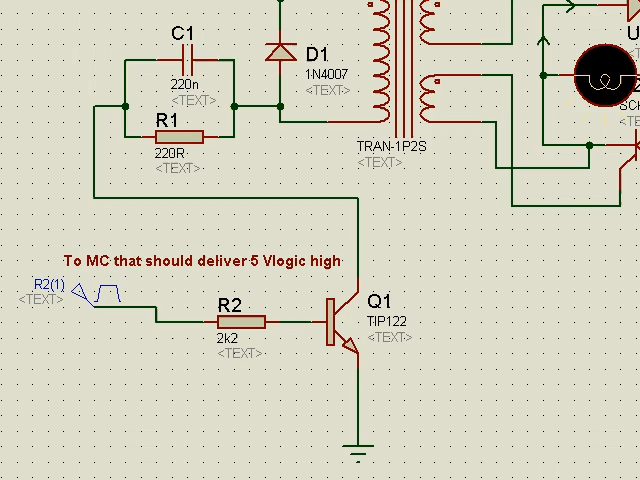 C1
220n
<TEXT>
R1
220R
<TEXT>
D1
1N4007
<TEXT>
TRAN-1P2S
<TEXT>
U
<TE
To MC that should deliver 5 Vlogic high
R2(1)
<TEXT>
R2
2k2
<TEXT>
Q1
TIP122
<TEXT>